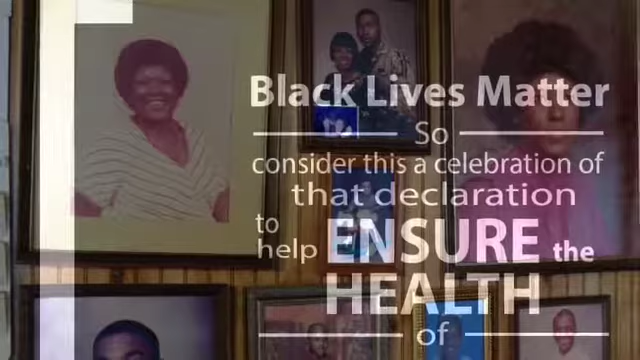 Black Lives Matter
So
consider this a celebration of
that declaration
to
help ENSURE the
HEALTH
of